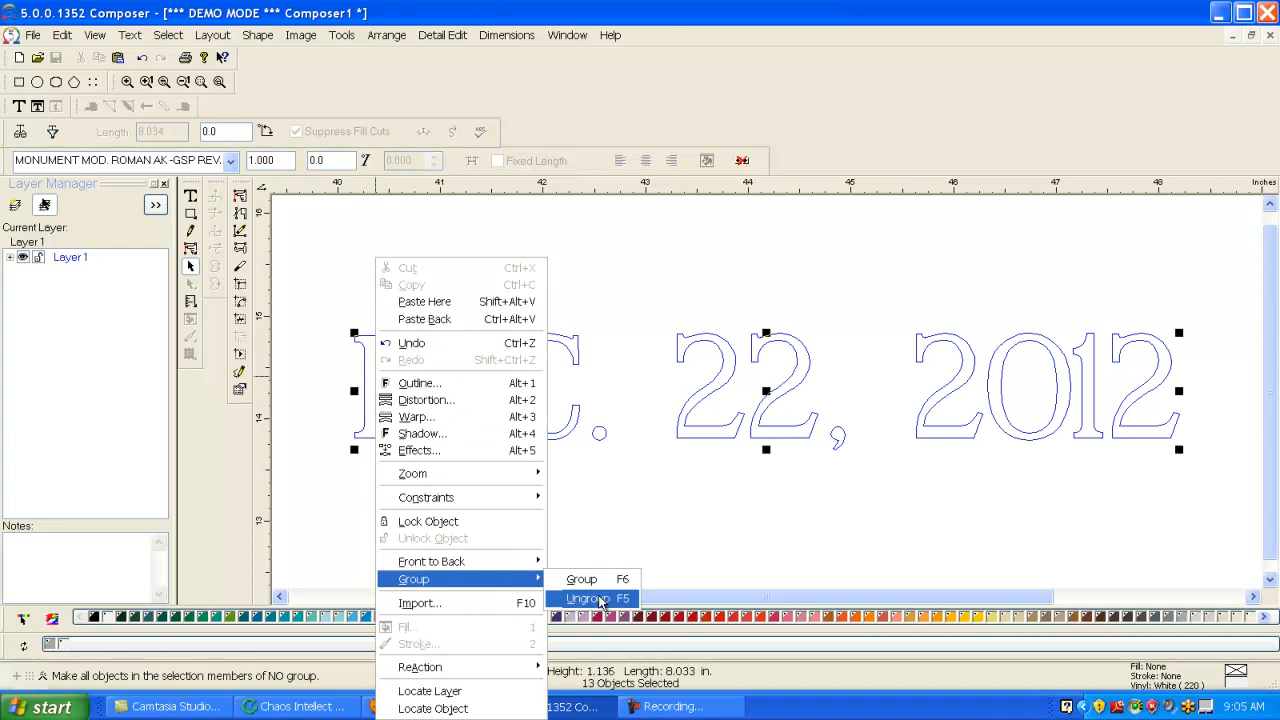 5.0.0.1352 Composer - [*** DEMO MODE *** Composer1 *]
File Edit View Text Select Layout Shape Image Tools Arrange Detail Edit Dimensions Window Help
Length 8.034 0.0 Suppress Fill Cuts
MONUMENT MOD. ROMAN AK -GSP REV. 1.000 0.0 0.000 Fixed Length
Layer Manager
>>
Current Layer:
Layer 1
Layer 1
Notes:
40 41 42 43 44 45 46 47 48 Inches
16
15
14
13
C. 22, 2012
Cut Ctrl+X
Copy Ctrl+C
Paste Here Shift+Alt+V
Paste Back Ctrl+Alt+V
Undo Ctrl+Z
Redo Shift+Ctrl+Z
Outline... Alt+1
Distortion... Alt+2
Warp... Alt+3
Shadow... Alt+4
Effects... Alt+5
Zoom
Constraints
Lock Object
Unlock Object
Front to Back
Group
Import... F10
Fill... 1
Stroke... 2
ReAction
Locate Layer
Locate Object
Group F6
Ungroup F5
Make all objects in the selection members of NO group.
Height: 1.136 Length: 8.033 in.
13 Objects Selected
Fill: None
Stroke: None
Vinyl: White ( 220 )
start
Camtasia Studio...
Chaos Intellect ...
1352 Co...
Recording...
9:05 AM